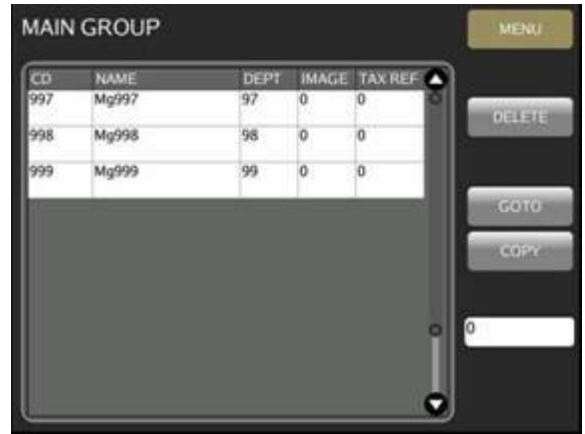 MAIN GROUP
MENU
CD NAME DEPT IMAGE TAX REF
997 Mg997 97 0 0
DELETE
998 Mg998 98 0 0
999 Mg999 99 0 0
GOTO
COPY
0